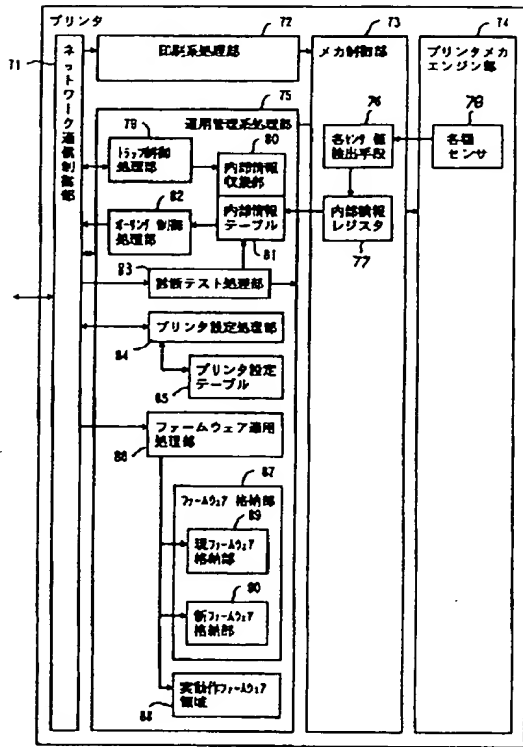 プリンタ
71
ネットワーク通信制御部
72
印刷系処理部
73
メカ制御部
74
プリンタメカ
エンジン部
75
運用管理系処理部
76
各センサ値
検出手段
78
各種
センサ
79
トラップ制御
処理部
80
内部情報
収集部
内部情報
テーブル
81
内部情報
レジスタ
77
82
ポーリング制御
処理部
83
診断テスト処理部
プリンタ設定処理部
84
プリンタ設定
テーブル
85
ファームウェア適用
処理部
86
87
ファームウェア格納部
89
現ファームウェア
格納部
90
新ファームウェア
格納部
実動作ファームウェア
領域
88